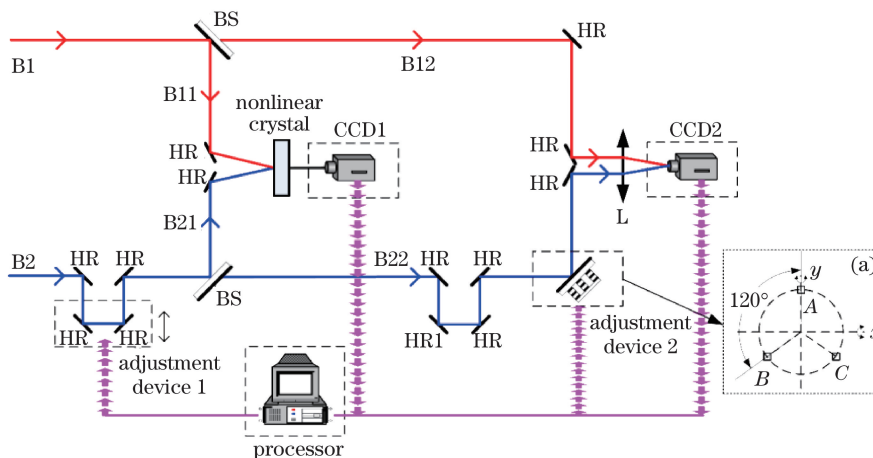 BS
HR
B1
B12
B11
nonlinear
crystal
CCD1
CCD2
HR
HR
HR
HR
L
B21
B2
HR
HR
B22
HR
HR
(a)
y
120°
A
BS
HR
HR
HR1
HR
adjustment
device 2
x
adjustment
device 1
B
C
processor